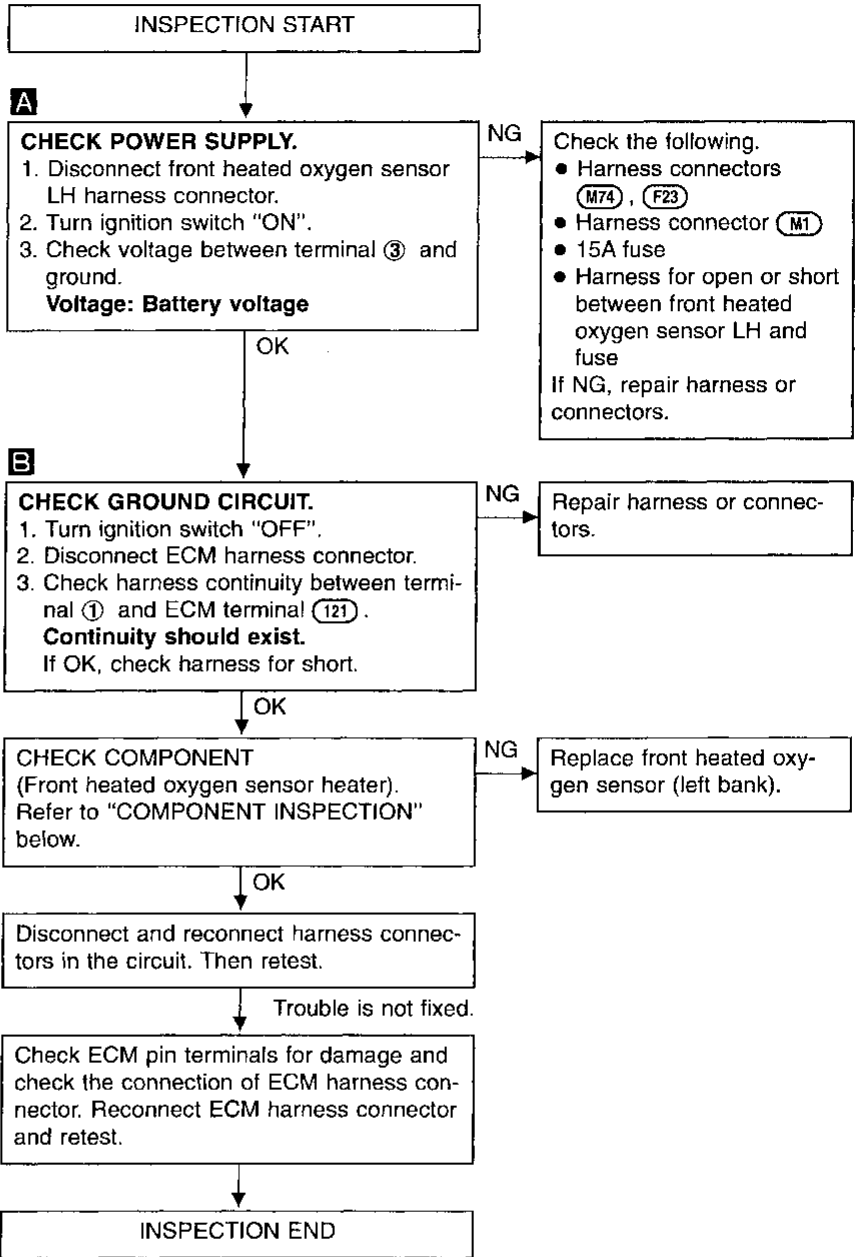 INSPECTION START
A
CHECK POWER SUPPLY.
1. Disconnect front heated oxygen sensor
LH harness connector.
2. Turn ignition switch "ON".
3. Check voltage between terminal ③ and
ground.
Voltage: Battery voltage
NG
Check the following.
● Harness connectors
(M74), (F23)
● Harness connector (M1)
● 15A fuse
● Harness for open or short
between front heated
oxygen sensor LH and
fuse
If NG, repair harness or
connectors.
OK
B
CHECK GROUND CIRCUIT.
1. Turn ignition switch "OFF".
2. Disconnect ECM harness connector.
3. Check harness continuity between termi-
nal ① and ECM terminal (121).
Continuity should exist.
If OK, check harness for short.
NG
Repair harness or connec-
tors.
OK
CHECK COMPONENT
(Front heated oxygen sensor heater).
Refer to "COMPONENT INSPECTION"
below.
NG
Replace front heated oxy-
gen sensor (left bank).
OK
Disconnect and reconnect harness connec-
tors in the circuit. Then retest.
Trouble is not fixed.
Check ECM pin terminals for damage and
check the connection of ECM harness con-
nector. Reconnect ECM harness connector
and retest.
INSPECTION END